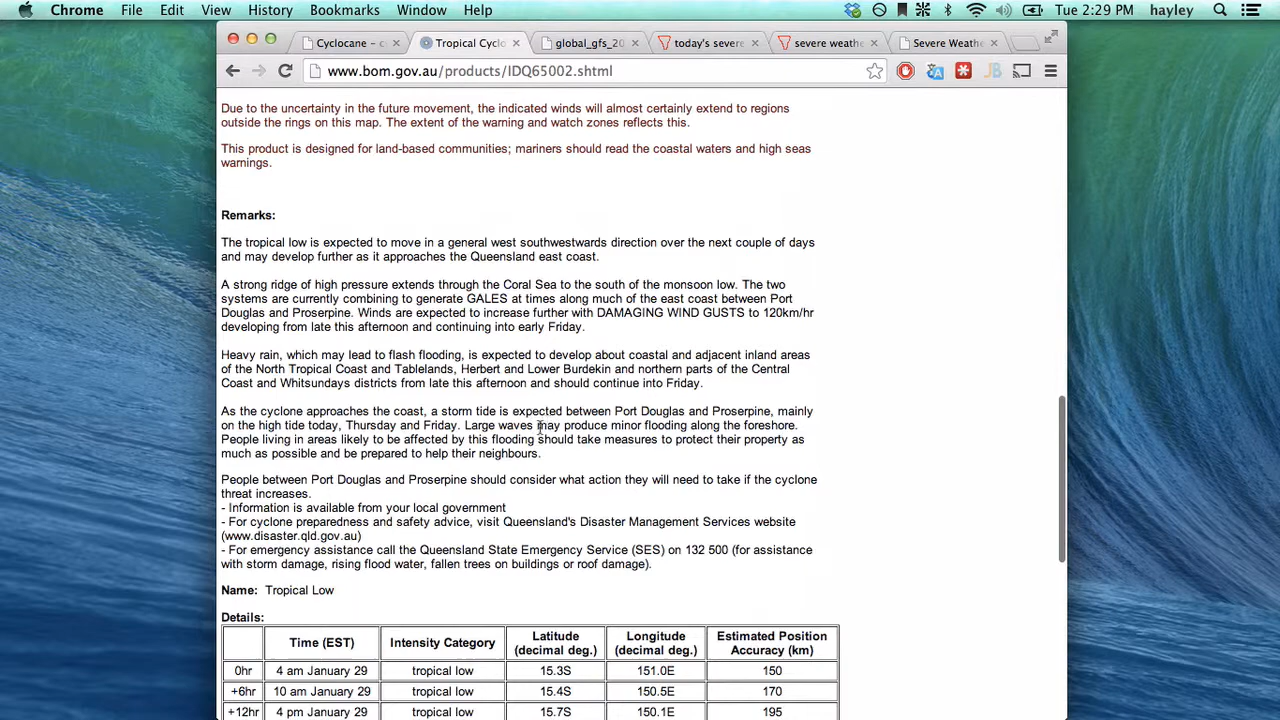 Chrome File Edit View History Bookmarks Window Help Tue 2:29 PM hayley
Cyclocane – c Tropical Cyclo global_gfs_20 today's severe severe weathe Severe Weathe
www.bom.gov.au/products/IDQ65002.shtml JB
Due to the uncertainty in the future movement, the indicated winds will almost certainly extend to regions
outside the rings on this map. The extent of the warning and watch zones reflects this.
This product is designed for land-based communities; mariners should read the coastal waters and high seas
warnings.
Remarks:
The tropical low is expected to move in a general west southwestwards direction over the next couple of days
and may develop further as it approaches the Queensland east coast.
A strong ridge of high pressure extends through the Coral Sea to the south of the monsoon low. The two
systems are currently combining to generate GALES at times along much of the east coast between Port
Douglas and Proserpine. Winds are expected to increase further with DAMAGING WIND GUSTS to 120km/hr
developing from late this afternoon and continuing into early Friday.
Heavy rain, which may lead to flash flooding, is expected to develop about coastal and adjacent inland areas
of the North Tropical Coast and Tablelands, Herbert and Lower Burdekin and northern parts of the Central
Coast and Whitsundays districts from late this afternoon and should continue into Friday.
As the cyclone approaches the coast, a storm tide is expected between Port Douglas and Proserpine, mainly
on the high tide today, Thursday and Friday. Large waves may produce minor flooding along the foreshore.
People living in areas likely to be affected by this flooding should take measures to protect their property as
much as possible and be prepared to help their neighbours.
People between Port Douglas and Proserpine should consider what action they will need to take if the cyclone
threat increases.
- Information is available from your local government
- For cyclone preparedness and safety advice, visit Queensland's Disaster Management Services website
(www.disaster.qld.gov.au)
- For emergency assistance call the Queensland State Emergency Service (SES) on 132 500 (for assistance
with storm damage, rising flood water, fallen trees on buildings or roof damage).
Name: Tropical Low
Details:
Time (EST) Intensity Category Latitude (decimal deg.) Longitude (decimal deg.) Estimated Position Accuracy (km)
0hr 4 am January 29 tropical low 15.3S 151.0E 150
+6hr 10 am January 29 tropical low 15.4S 150.5E 170
+12hr 4 pm January 29 tropical low 15.7S 150.1E 195